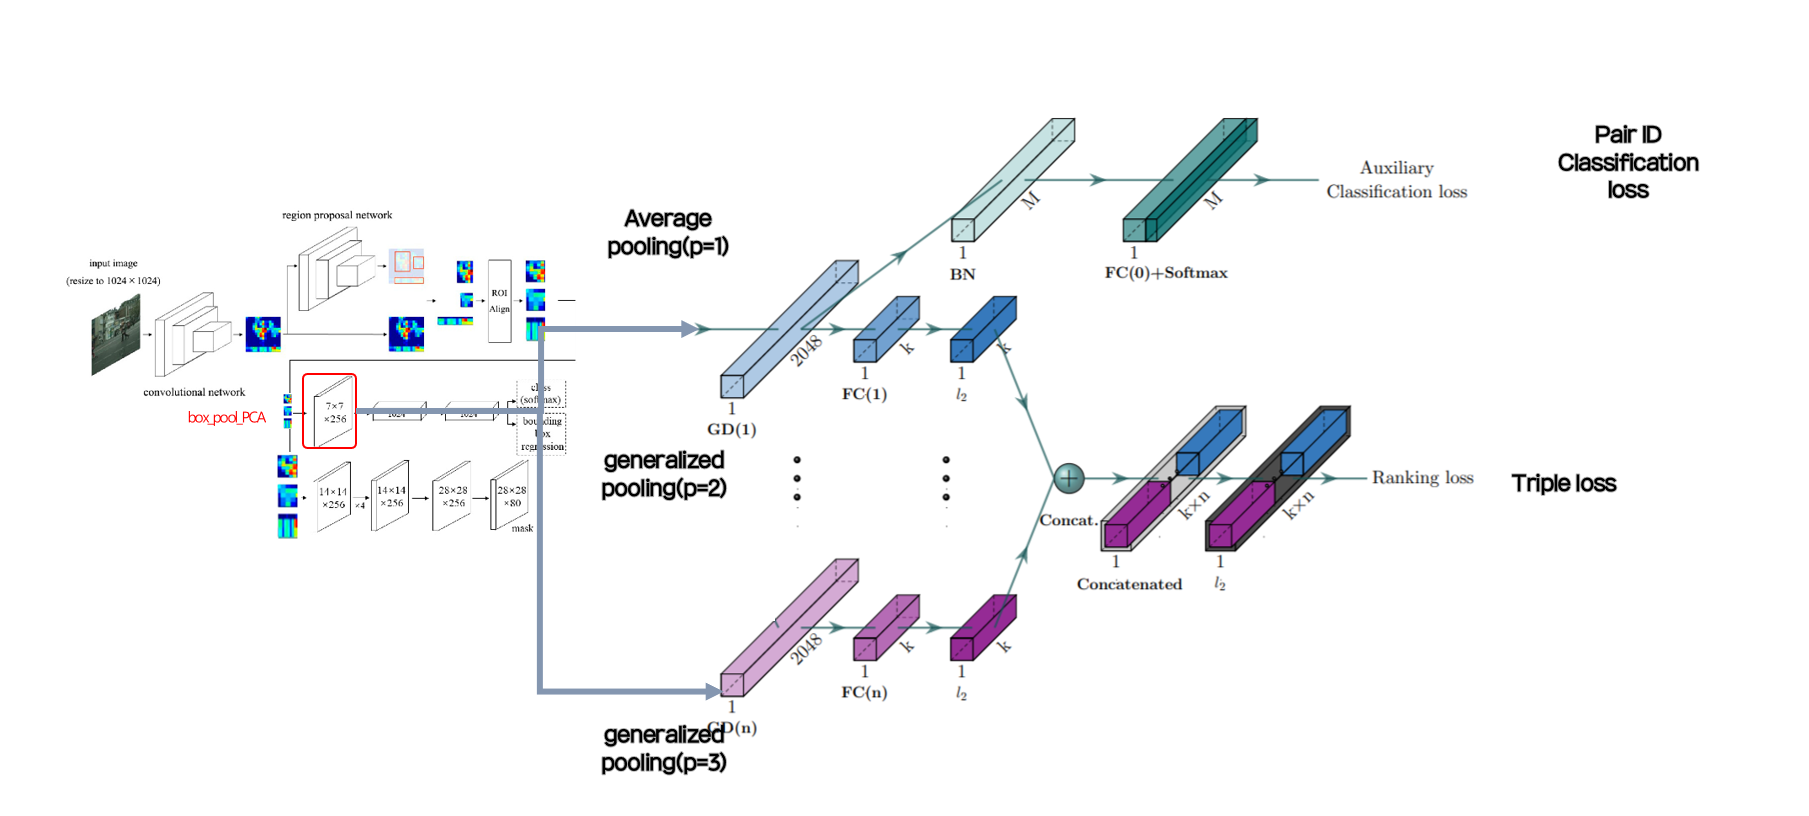 region proposal network
input image
(resize to 1024 × 1024)
ROI
Align
convolutional network
box_pool_PCA
7×7
×256
1024
1024
class
(softmax)
bounding
box
regression
14×14
×256
×4
14×14
×256
28×28
×256
28×28
×80
mask
Average
pooling(p=1)
generalized
pooling(p=2)
generalized
pooling(p=3)
2048
1
GD(1)
k
1
FC(1)
k
1
l2
M
1
BN
M
1
FC(0)+Softmax
Auxiliary
Classification loss
Pair ID
Classification
loss
+
Concat.
k×n
1
Concatenated
k×n
1
l2
Ranking loss
Triple loss
2048
1
GD(n)
k
1
FC(n)
k
1
l2